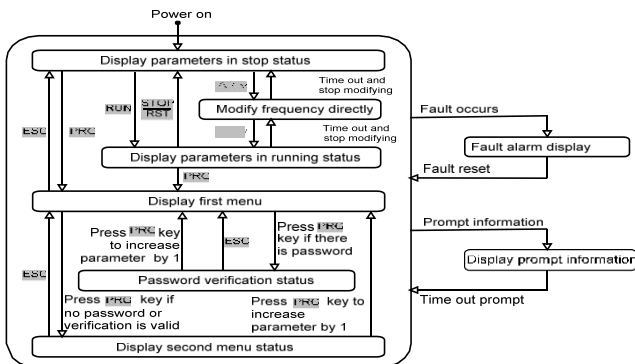 Power on
Display parameters in stop status
Time out and
stop modifying
RUN
STOP
RST
Modify frequency directly
Fault occurs
ESC
PRG
Time out and
stop modifying
Fault alarm display
Display parameters in running status
Fault reset
PRG
Display first menu
Press PRG key
to increase
parameter by 1
ESC
Press PRG
key if there
is password
Prompt information
Password verification status
Display prompt information
ESC
Press PRG key if
no password or
verification is valid
Press PRG key to
increase
parameter by 1
Time out prompt
Display second menu status